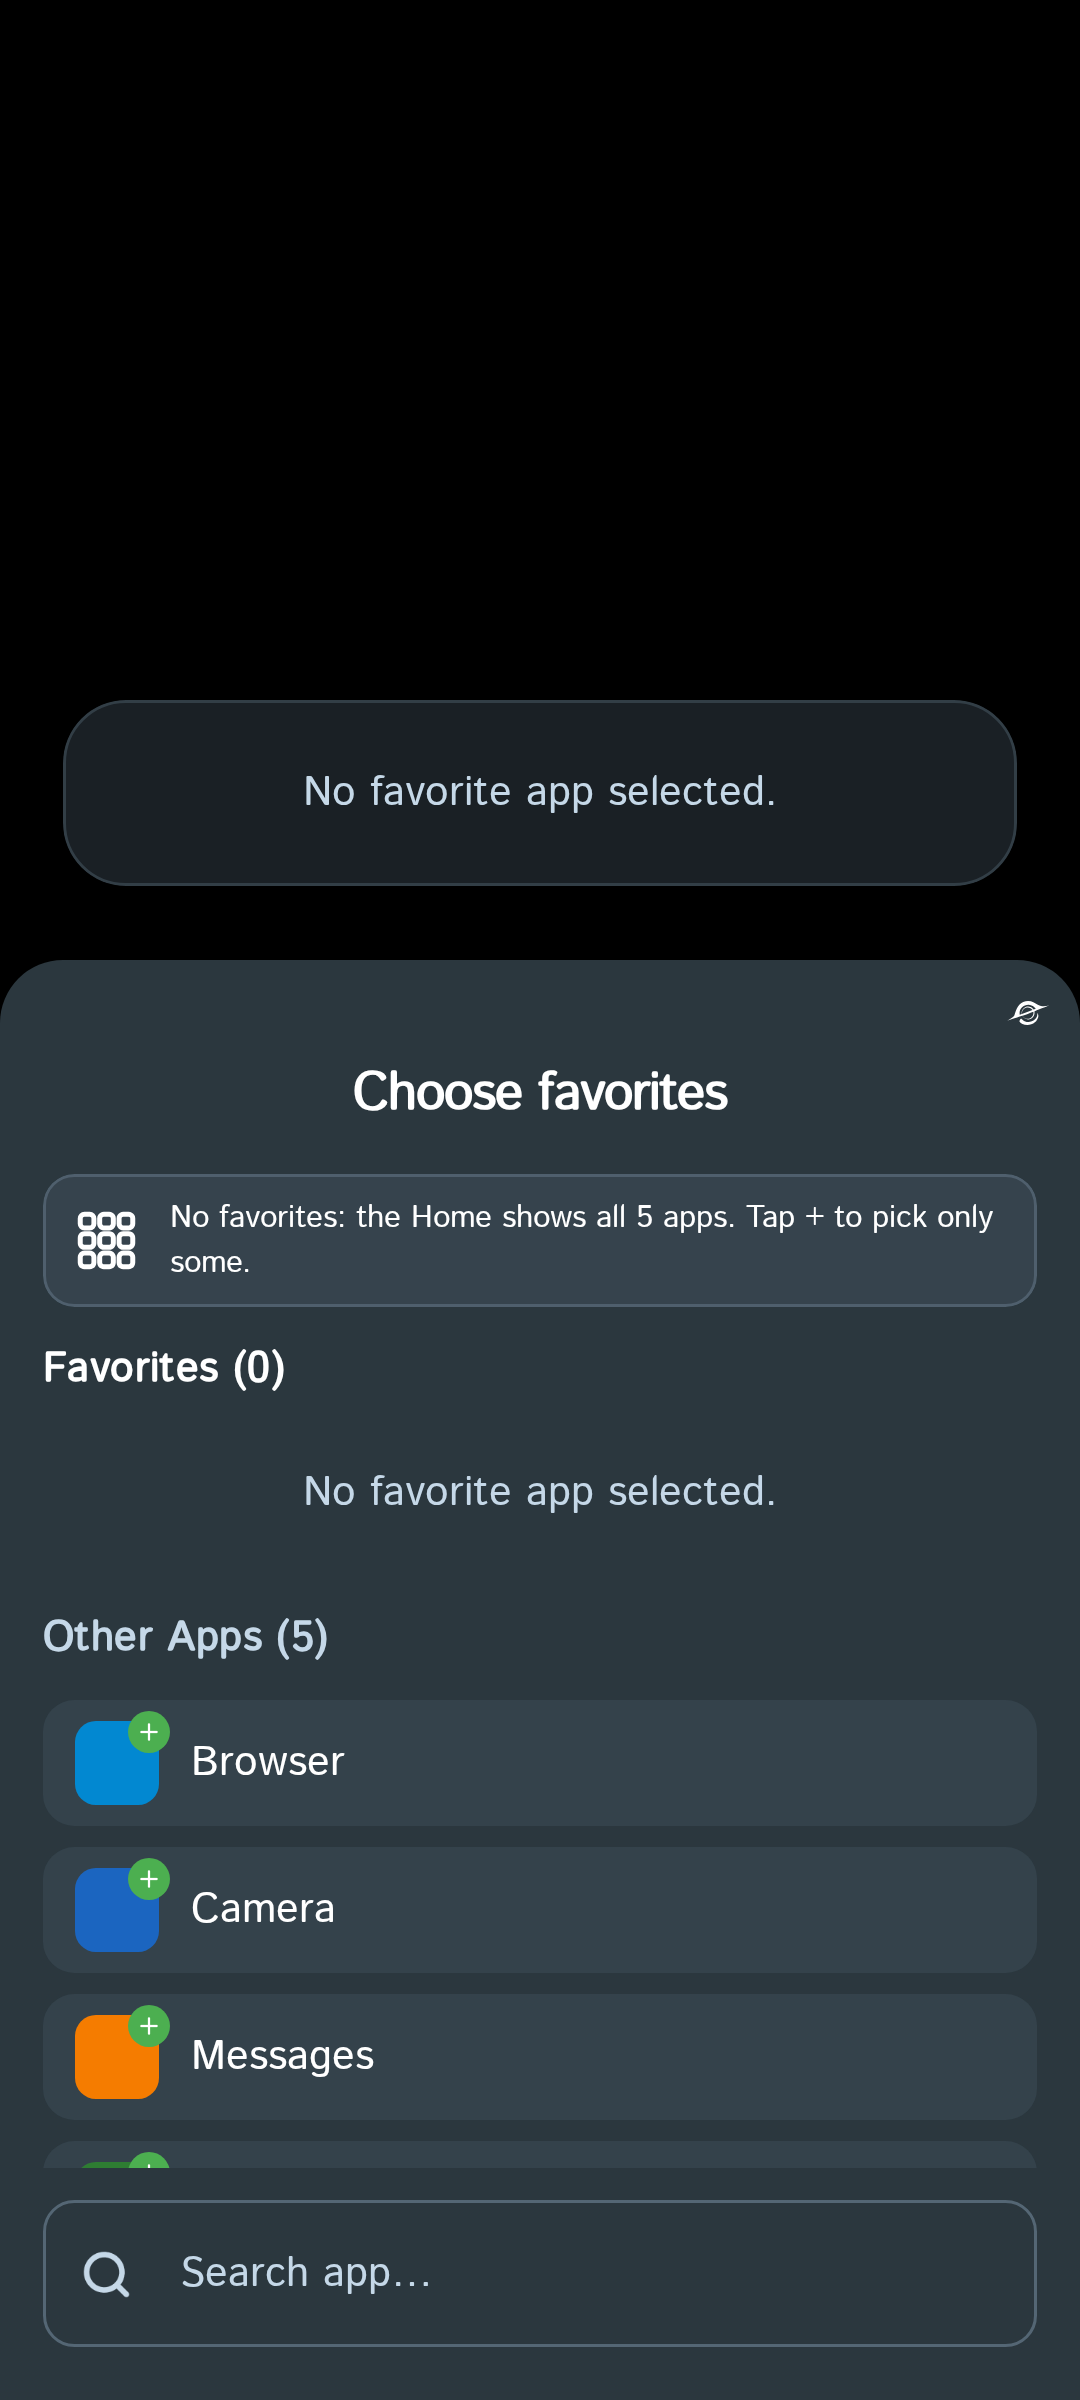 No favorite app selected.
Choose favorites
No favorites: the Home shows all 5 apps. Tap + to pick only
some.
Favorites (0)
No favorite app selected.
Other Apps (5)
Browser
Camera
Messages
Search app...